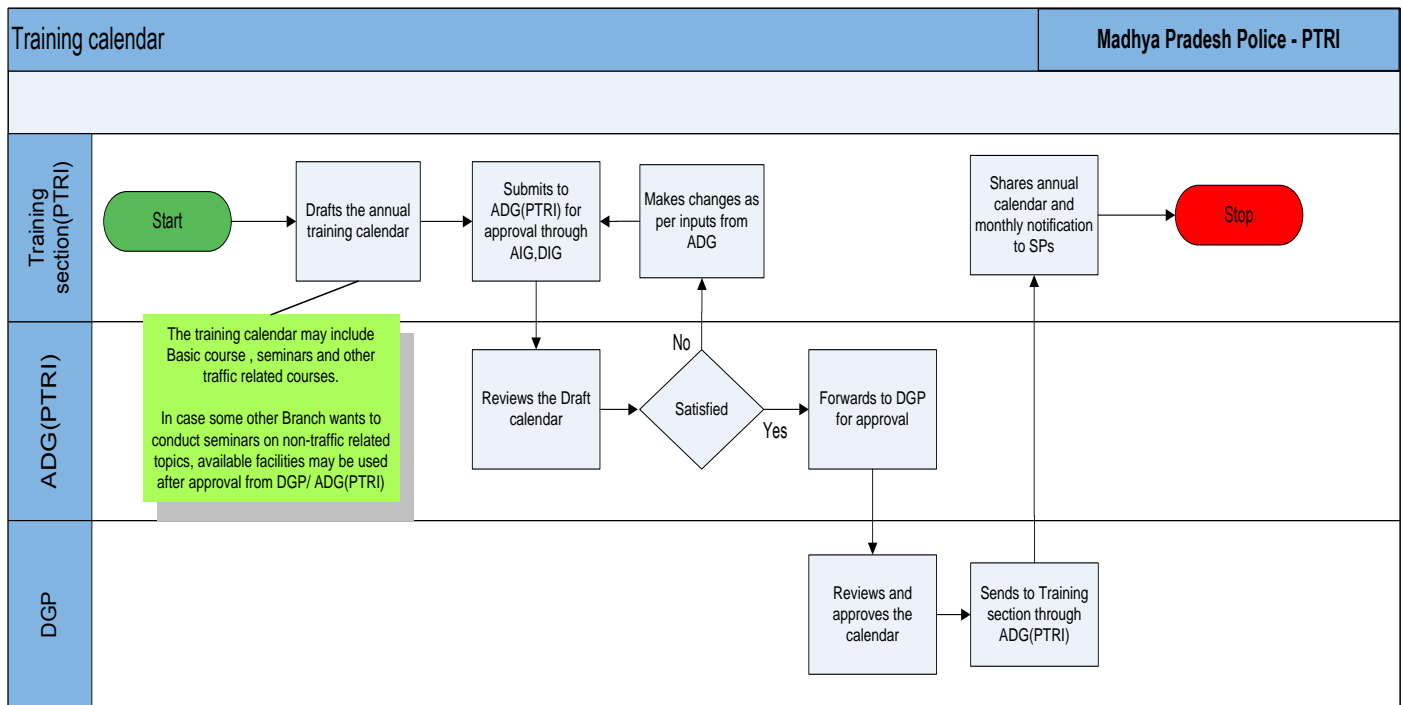 Training calendar
Madhya Pradesh Police - PTRI
Training
section(PTRI)
Start
Drafts the annual
training calendar
Submits to
ADG(PTRI) for
approval through
AIG,DIG
Makes changes as
per inputs from
ADG
Shares annual
calendar and
monthly notification
to SPs
Stop
The training calendar may include
Basic course , seminars and other
traffic related courses.
In case some other Branch wants to
conduct seminars on non-traffic related
topics, available facilities may be used
after approval from DGP/ ADG(PTRI)
ADG(PTRI)
Reviews the Draft
calendar
Satisfied
No
Yes
Forwards to DGP
for approval
DGP
Reviews and
approves the
calendar
Sends to Training
section through
ADG(PTRI)